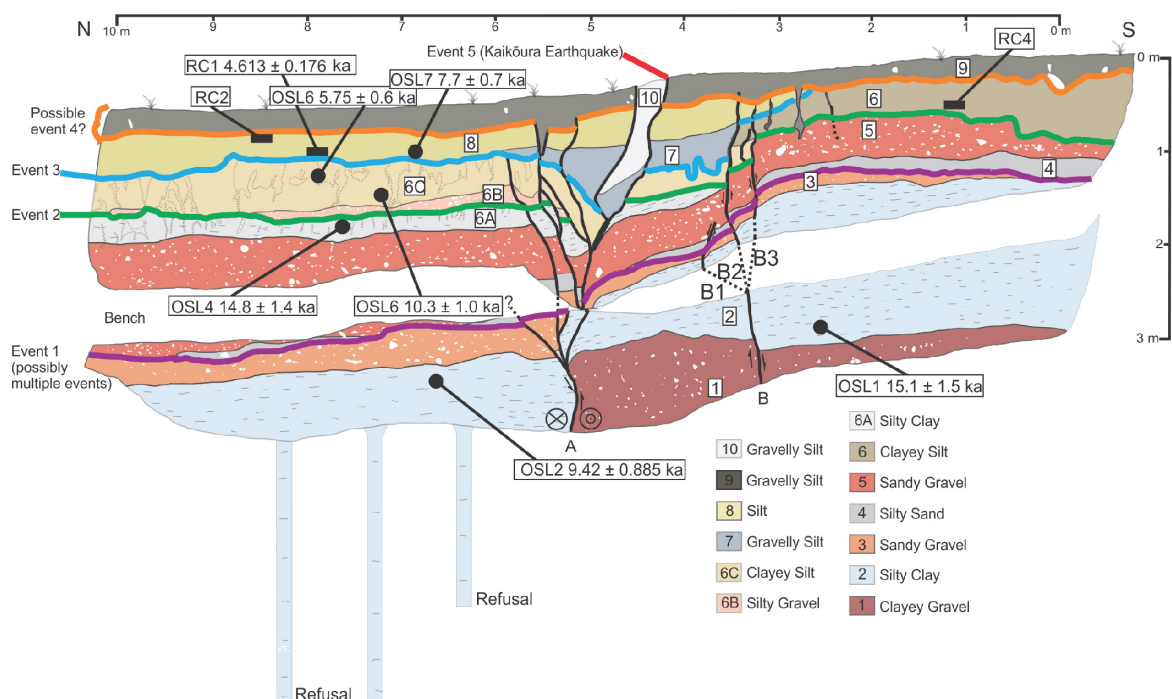 N
S
10 m
9
8
7
6
5
4
3
2
1
0 m
Event 5 (Kaikōura Earthquake)
RC4
RC1 4.613 ± 0.176 ka
OSL7 7.7 ± 0.7 ka
RC2
OSL6 5.75 ± 0.6 ka
0 m
9
10
6
Possible
event 4?
8
5
1
7
4
Event 3
6C
3
6B
Event 2
6A
2
B3
B2
B1
OSL4 14.8 ± 1.4 ka
OSL6 10.3 ± 1.0 ka
?
Bench
2
3 m
Event 1
(possibly
multiple events)
1
OSL1 15.1 ± 1.5 ka
B
A
OSL2 9.42 ± 0.885 ka
10 Gravelly Silt
9 Gravelly Silt
8 Silt
7 Gravelly Silt
6C Clayey Silt
6B Silty Gravel
6A Silty Clay
6 Clayey Silt
5 Sandy Gravel
4 Silty Sand
3 Sandy Gravel
2 Silty Clay
1 Clayey Gravel
Refusal
Refusal